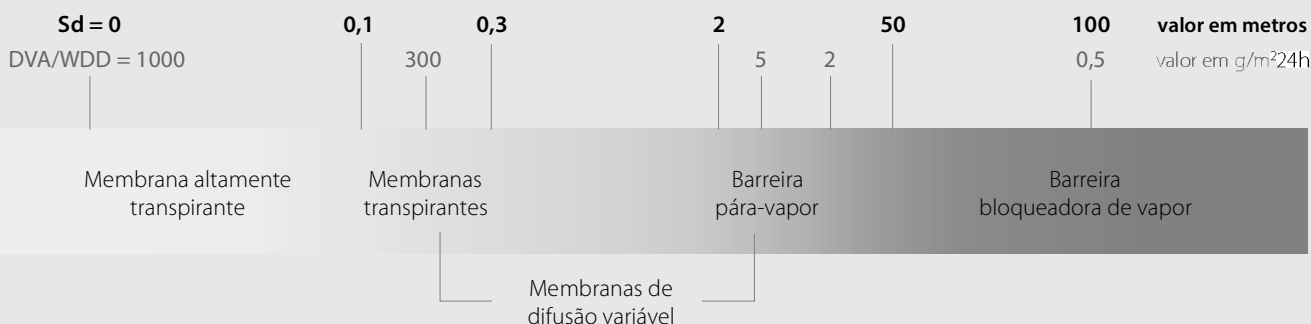 Sd = 0 0,1 0,3 2 50 100 valor em metros
DVA/WDD = 1000 300 5 2 0,5 valor em g/m²24h
Membrana altamente
transpirante
Membranas
transpirantes
Barreira
pára-vapor
Barreira
bloqueadora de vapor
Membranas de
difusão variável